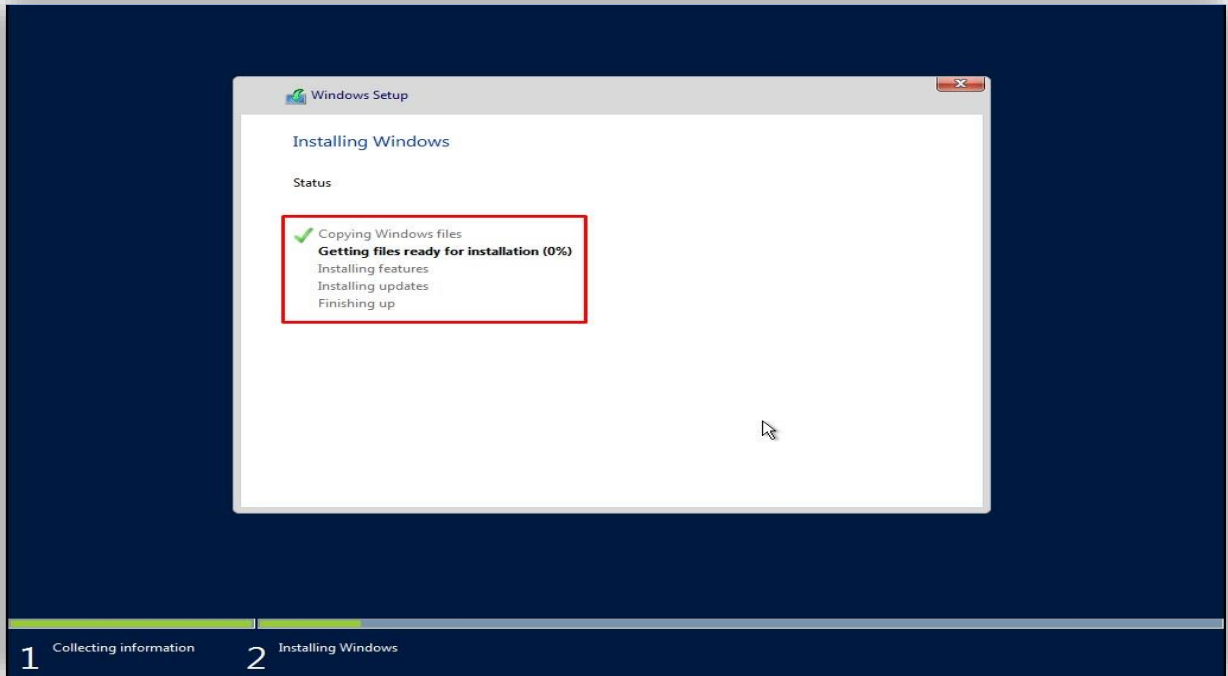 Windows Setup
Installing Windows
Status
Copying Windows files
Getting files ready for installation (0%)
Installing features
Installing updates
Finishing up
1 Collecting information
2 Installing Windows